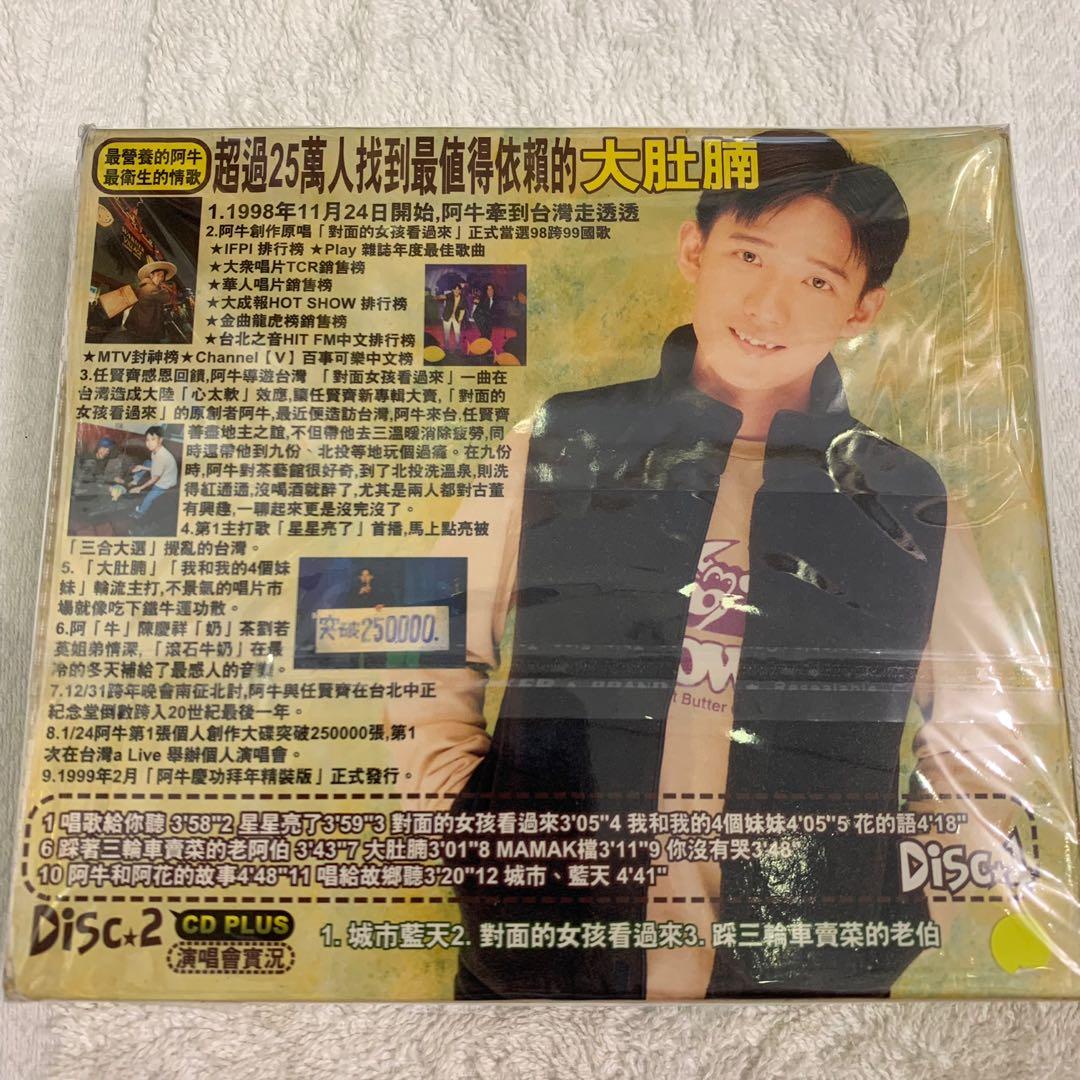 最營養的阿牛
最衛生的情歌
超過25萬人找到最值得依賴的大肚腩
1.1998年11月24日開始,阿牛牽到台灣走透透
2.阿牛創作原唱「對面的女孩看過來」正式當選98跨99國歌
★IFPI 排行榜 ★Play 雜誌年度最佳歌曲
★大衆唱片TCR銷售榜
★華人唱片銷售榜
★大成報HOT SHOW 排行榜
★金曲龍虎榜銷售榜
★台北之音HIT FM中文排行榜
★MTV封神榜★Channel【V】百事可樂中文榜
3.任賢齊感恩回饋,阿牛導遊台灣 「對面女孩看過來」一曲在
台灣造成大陸「心太軟」效應,讓任賢齊新專輯大賣,「對面的
女孩看過來」的原創者阿牛,最近便造訪台灣,阿牛來台,任賢齊
善盡地主之誼,不但帶他去三溫暖消除疲勞,同
時還帶他到九份、北投等地玩個過癮。在九份
時,阿牛對茶藝館很好奇,到了北投洗溫泉,則洗
得紅通通,沒喝酒就醉了,尤其是兩人都對古董
有興趣,一聊起來更是沒完沒了。
4.第1主打歌「星星亮了」首播,馬上點亮被
「三合大選」攪亂的台灣。
5.「大肚腩」「我和我的4個妹
妹」輪流主打,不景氣的唱片市
場就像吃下鐵牛運功散。
突破250000.
6.阿「牛」陳慶祥「奶」茶劉若
英姐弟情深,「滾石牛奶」在最
冷的冬天補給了最感人的音樂。
7.12/31跨年晚會南征北討,阿牛與任賢齊在台北中正
紀念堂倒數跨入20世紀最後一年。
8.1/24阿牛第1張個人創作大碟突破250000張,第1
次在台灣a Live 舉辦個人演唱會。
9.1999年2月「阿牛慶功拜年精裝版」正式發行。
OW
t Butter
1 唱歌給你聽 3'58"2 星星亮了3'59"3 對面的女孩看過來3'05"4 我和我的4個妹妹4'05"5 花的語4'18"
6 踩著三輪車賣菜的老阿伯 3'43"7 大肚腩3'01"8 MAMAK檔3'11"9 你沒有哭3'48"
10 阿牛和阿花的故事4'48"11 唱給故鄉聽3'20"12 城市、藍天 4'41"
DiSC★1
DiSC★2
CD PLUS
演唱會實況
1. 城市藍天2. 對面的女孩看過來3. 踩三輪車賣菜的老伯